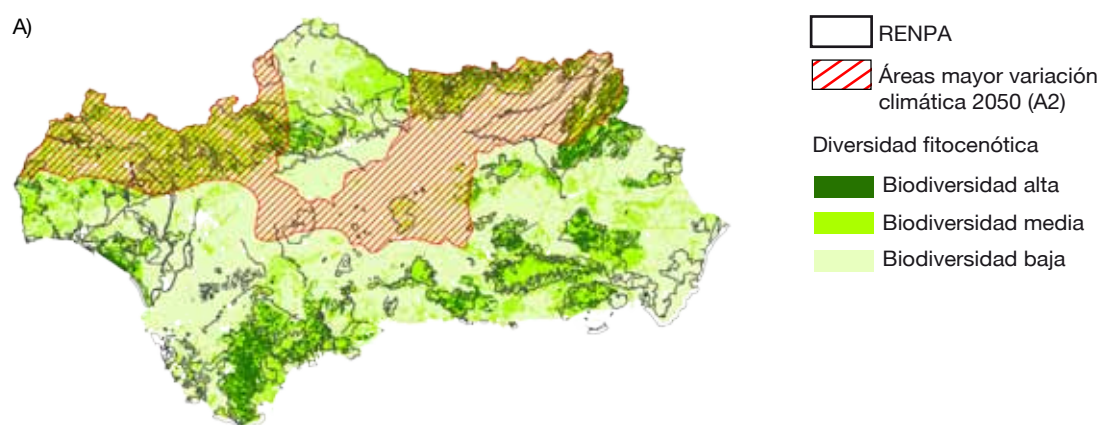 A)
RENPA
Áreas mayor variación
climática 2050 (A2)
Diversidad fitocenótica
Biodiversidad alta
Biodiversidad media
Biodiversidad baja